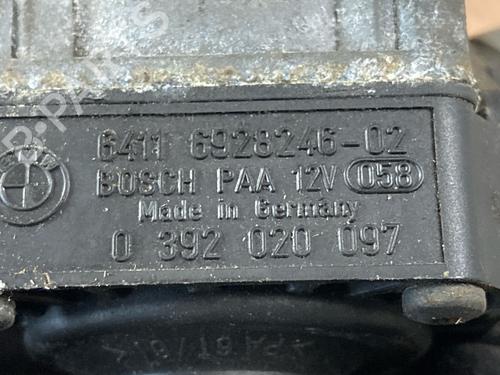 6411 6928246-02
BOSCH PAA 12V 058
Made in Germany
0 392 020 097